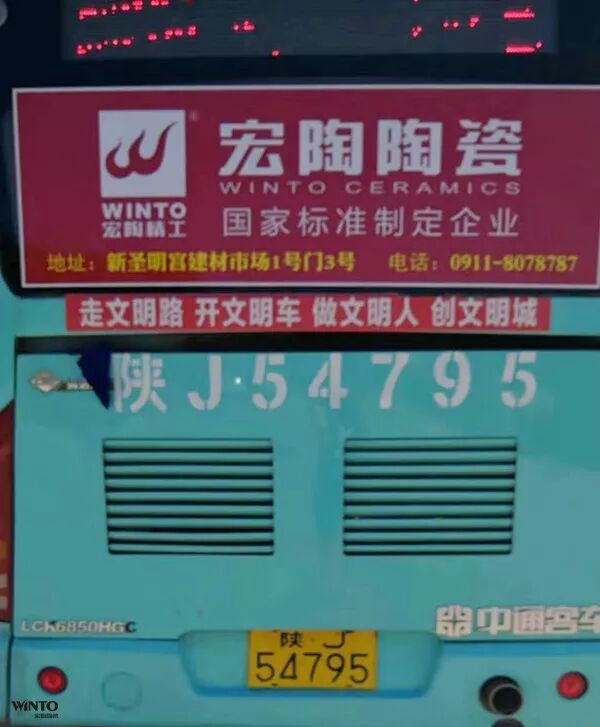 宏陶陶瓷
WINTO CERAMICS
WINTO
宏陶精工
国家标准制定企业
地址：新圣明宫建材市场1号门3号 电话：0911-8078787
走文明路 开文明车 做文明人 创文明城
陕J·54795
LCK6850HGC
中通客车
陕·J
54795
WINTO